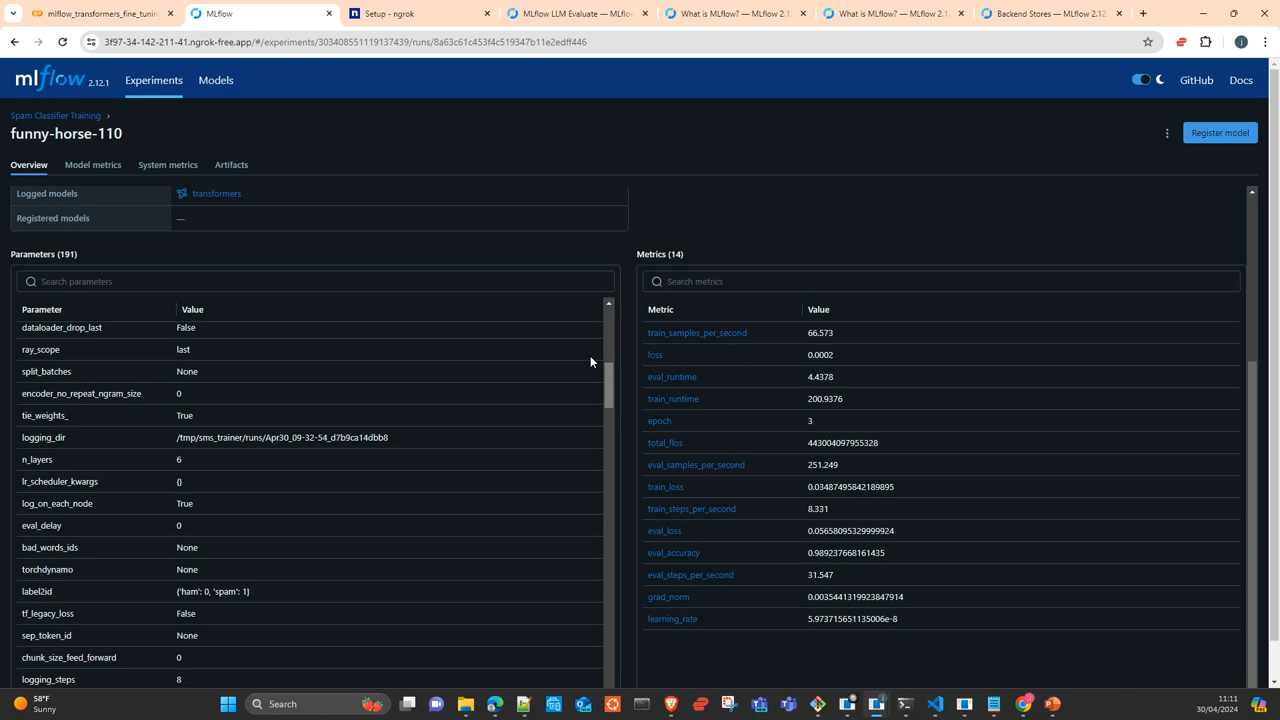 mlflow_transformers_fine_tunin
MLflow
Setup - ngrok
MLflow LLM Evaluate — MLflo
What is MLflow? — MLflow 2.1
What is MLflow? — MLflow 2.1
Backend Stores — MLflow 2.12.
3f97-34-142-211-41.ngrok-free.app/#/experiments/303408551119137439/runs/8a63c61c453f4c519347b11e2edff446
mlflow 2.12.1 Experiments Models GitHub Docs
Spam Classifier Training
funny-horse-110
Register model
Overview Model metrics System metrics Artifacts
Logged models transformers
Registered models —
Parameters (191)
Search parameters
Parameter Value
dataloader_drop_last False
ray_scope last
split_batches None
encoder_no_repeat_ngram_size 0
tie_weights_ True
logging_dir /tmp/sms_trainer/runs/Apr30_09-32-54_d7b9ca14dbb8
n_layers 6
lr_scheduler_kwargs {}
log_on_each_node True
eval_delay 0
bad_words_ids None
torchdynamo None
label2id {'ham': 0, 'spam': 1}
tf_legacy_loss False
sep_token_id None
chunk_size_feed_forward 0
logging_steps 8
Metrics (14)
Search metrics
Metric Value
train_samples_per_second 66.573
loss 0.0002
eval_runtime 4.4378
train_runtime 200.9376
epoch 3
total_flos 443004097955328
eval_samples_per_second 251.249
train_loss 0.03487495842189895
train_steps_per_second 8.331
eval_loss 0.05658095329999924
eval_accuracy 0.989237668161435
eval_steps_per_second 31.547
grad_norm 0.0035441319923847914
learning_rate 5.973715651135006e-8
58°F
Sunny
Search
11:11
30/04/2024